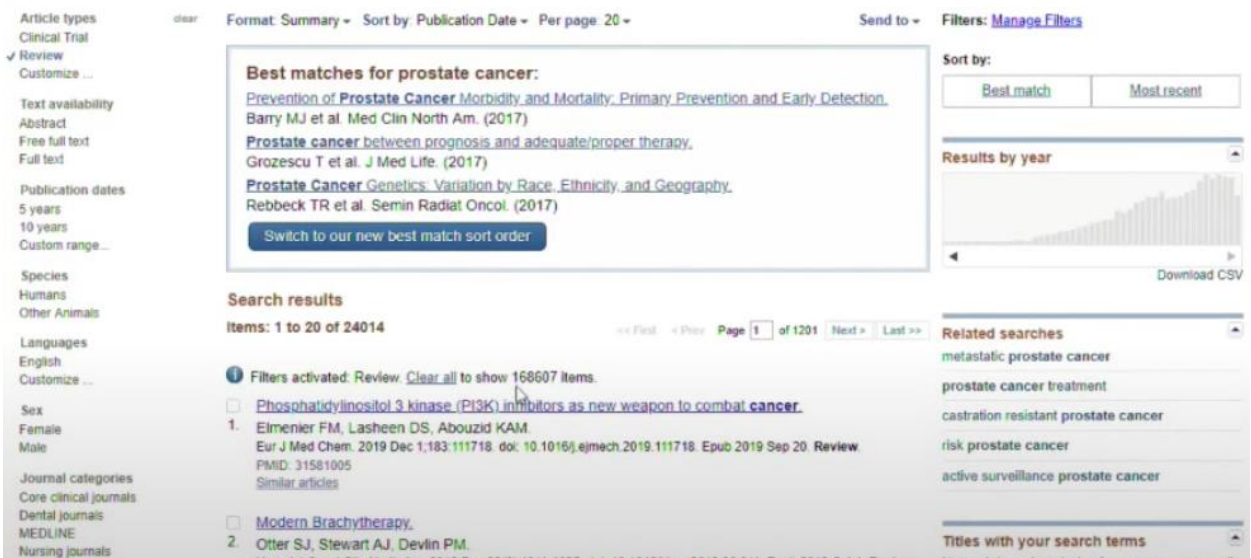 Article types clear
Clinical Trial
Review
Customize ...
Text availability
Abstract
Free full text
Full text
Publication dates
5 years
10 years
Custom range...
Species
Humans
Other Animals
Languages
English
Customize ...
Sex
Female
Male
Journal categories
Core clinical journals
Dental journals
MEDLINE
Nursing journals
Format: Summary Sort by: Publication Date Per page: 20 Send to
Best matches for prostate cancer:
Prevention of Prostate Cancer Morbidity and Mortality: Primary Prevention and Early Detection.
Barry MJ et al. Med Clin North Am. (2017)
Prostate cancer between prognosis and adequate/proper therapy.
Grozescu T et al. J Med Life. (2017)
Prostate Cancer Genetics: Variation by Race, Ethnicity, and Geography.
Rebbeck TR et al. Semin Radiat Oncol. (2017)
Switch to our new best match sort order
Search results
Items: 1 to 20 of 24014 << First < Prev Page 1 of 1201 Next > Last >>
Filters activated: Review. Clear all to show 168607 items.
Phosphatidylinositol 3 kinase (PI3K) inhibitors as new weapon to combat cancer.
1. Elmenier FM, Lasheen DS, Abouzid KAM.
Eur J Med Chem. 2019 Dec 1;183:111718. doi: 10.1016/j.ejmech.2019.111718. Epub 2019 Sep 20. Review.
PMID: 31581005
Similar articles
Modern Brachytherapy.
2. Otter SJ, Stewart AJ, Devlin PM.
Filters: Manage Filters
Sort by:
Best match Most recent
Results by year
Download CSV
Related searches
metastatic prostate cancer
prostate cancer treatment
castration resistant prostate cancer
risk prostate cancer
active surveillance prostate cancer
Titles with your search terms